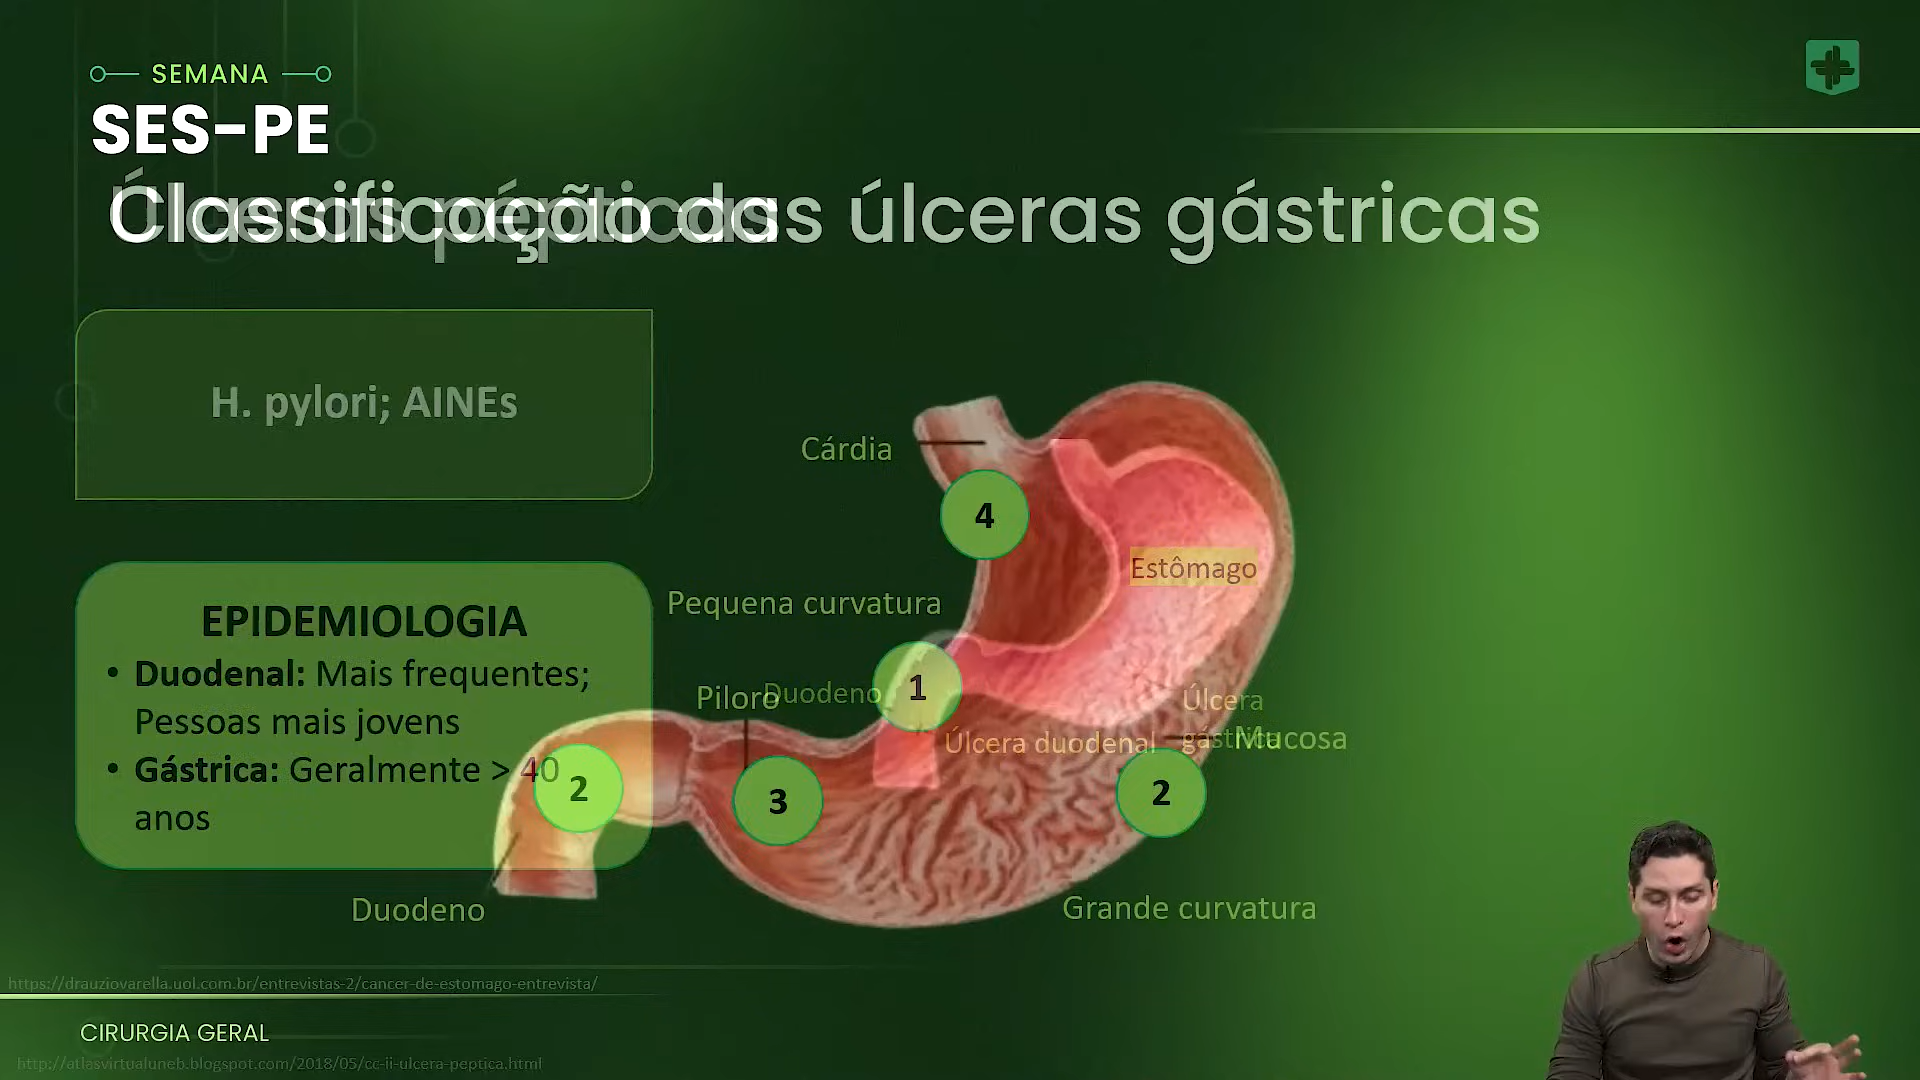 SEMANA
SES-PE
Úlceras pépticas
Classificação das úlceras gástricas
H. pylori; AINEs
EPIDEMIOLOGIA
• Duodenal: Mais frequentes;
Pessoas mais jovens
• Gástrica: Geralmente > 40
anos
Cárdia
4
Estômago
Pequena curvatura
1
Piloro
Duodeno
Úlcera
gástrica
Úlcera duodenal
Mucosa
2
3
2
Duodeno
Grande curvatura
https://drauziovarella.uol.com.br/entrevistas-2/cancer-de-estomago-entrevista/
CIRURGIA GERAL
http://atlasvirtualuneb.blogspot.com/2018/05/cc-ii-ulcera-peptica.html